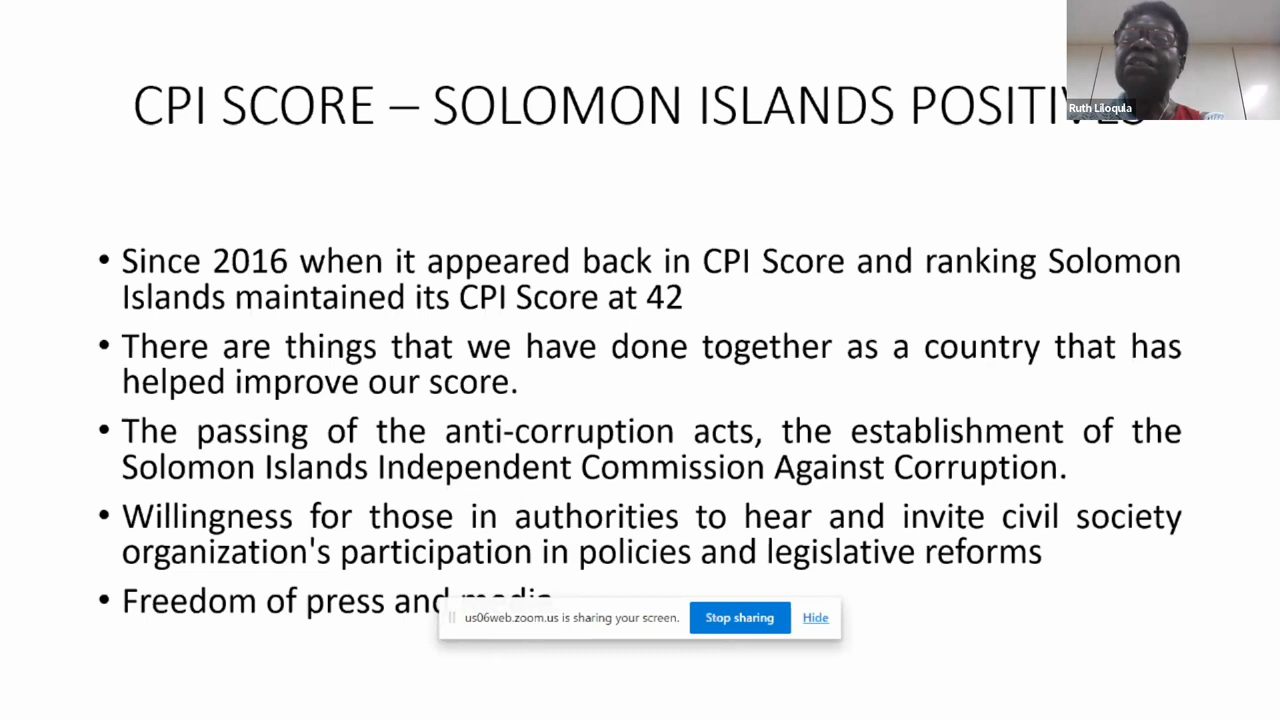 CPI SCORE – SOLOMON ISLANDS
Ruth Liloqula
• Since 2016 when it appeared back in CPI Score and ranking Solomon
Islands maintained its CPI Score at 42
• There are things that we have done together as a country that has
helped improve our score.
• The passing of the anti-corruption acts, the establishment of the
Solomon Islands Independent Commission Against Corruption.
• Willingness for those in authorities to hear and invite civil society
organization's participation in policies and legislative reforms
• Freedom of press and media
us06web.zoom.us is sharing your screen.
Stop sharing
Hide